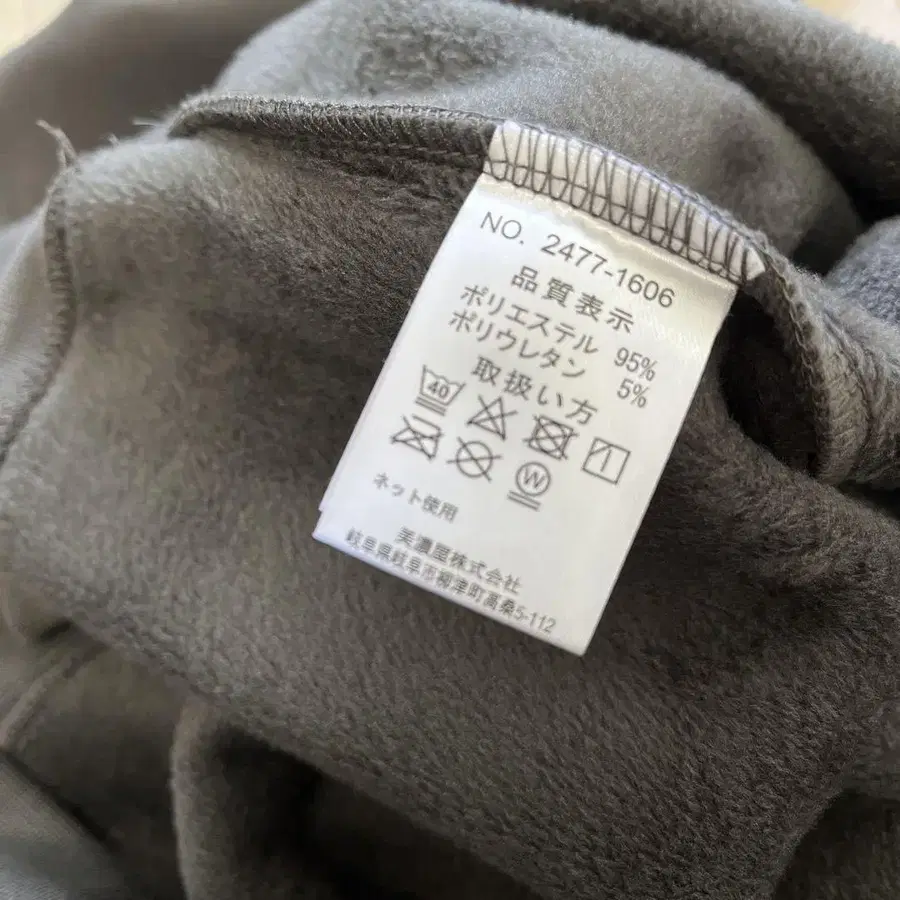 NO. 2477-1606
品質表示
ポリエステル 95%
ポリウレタン 5%
取扱い方
40
W
ネット使用
美濃屋株式会社
岐阜県岐阜市柳津町高桑5-112